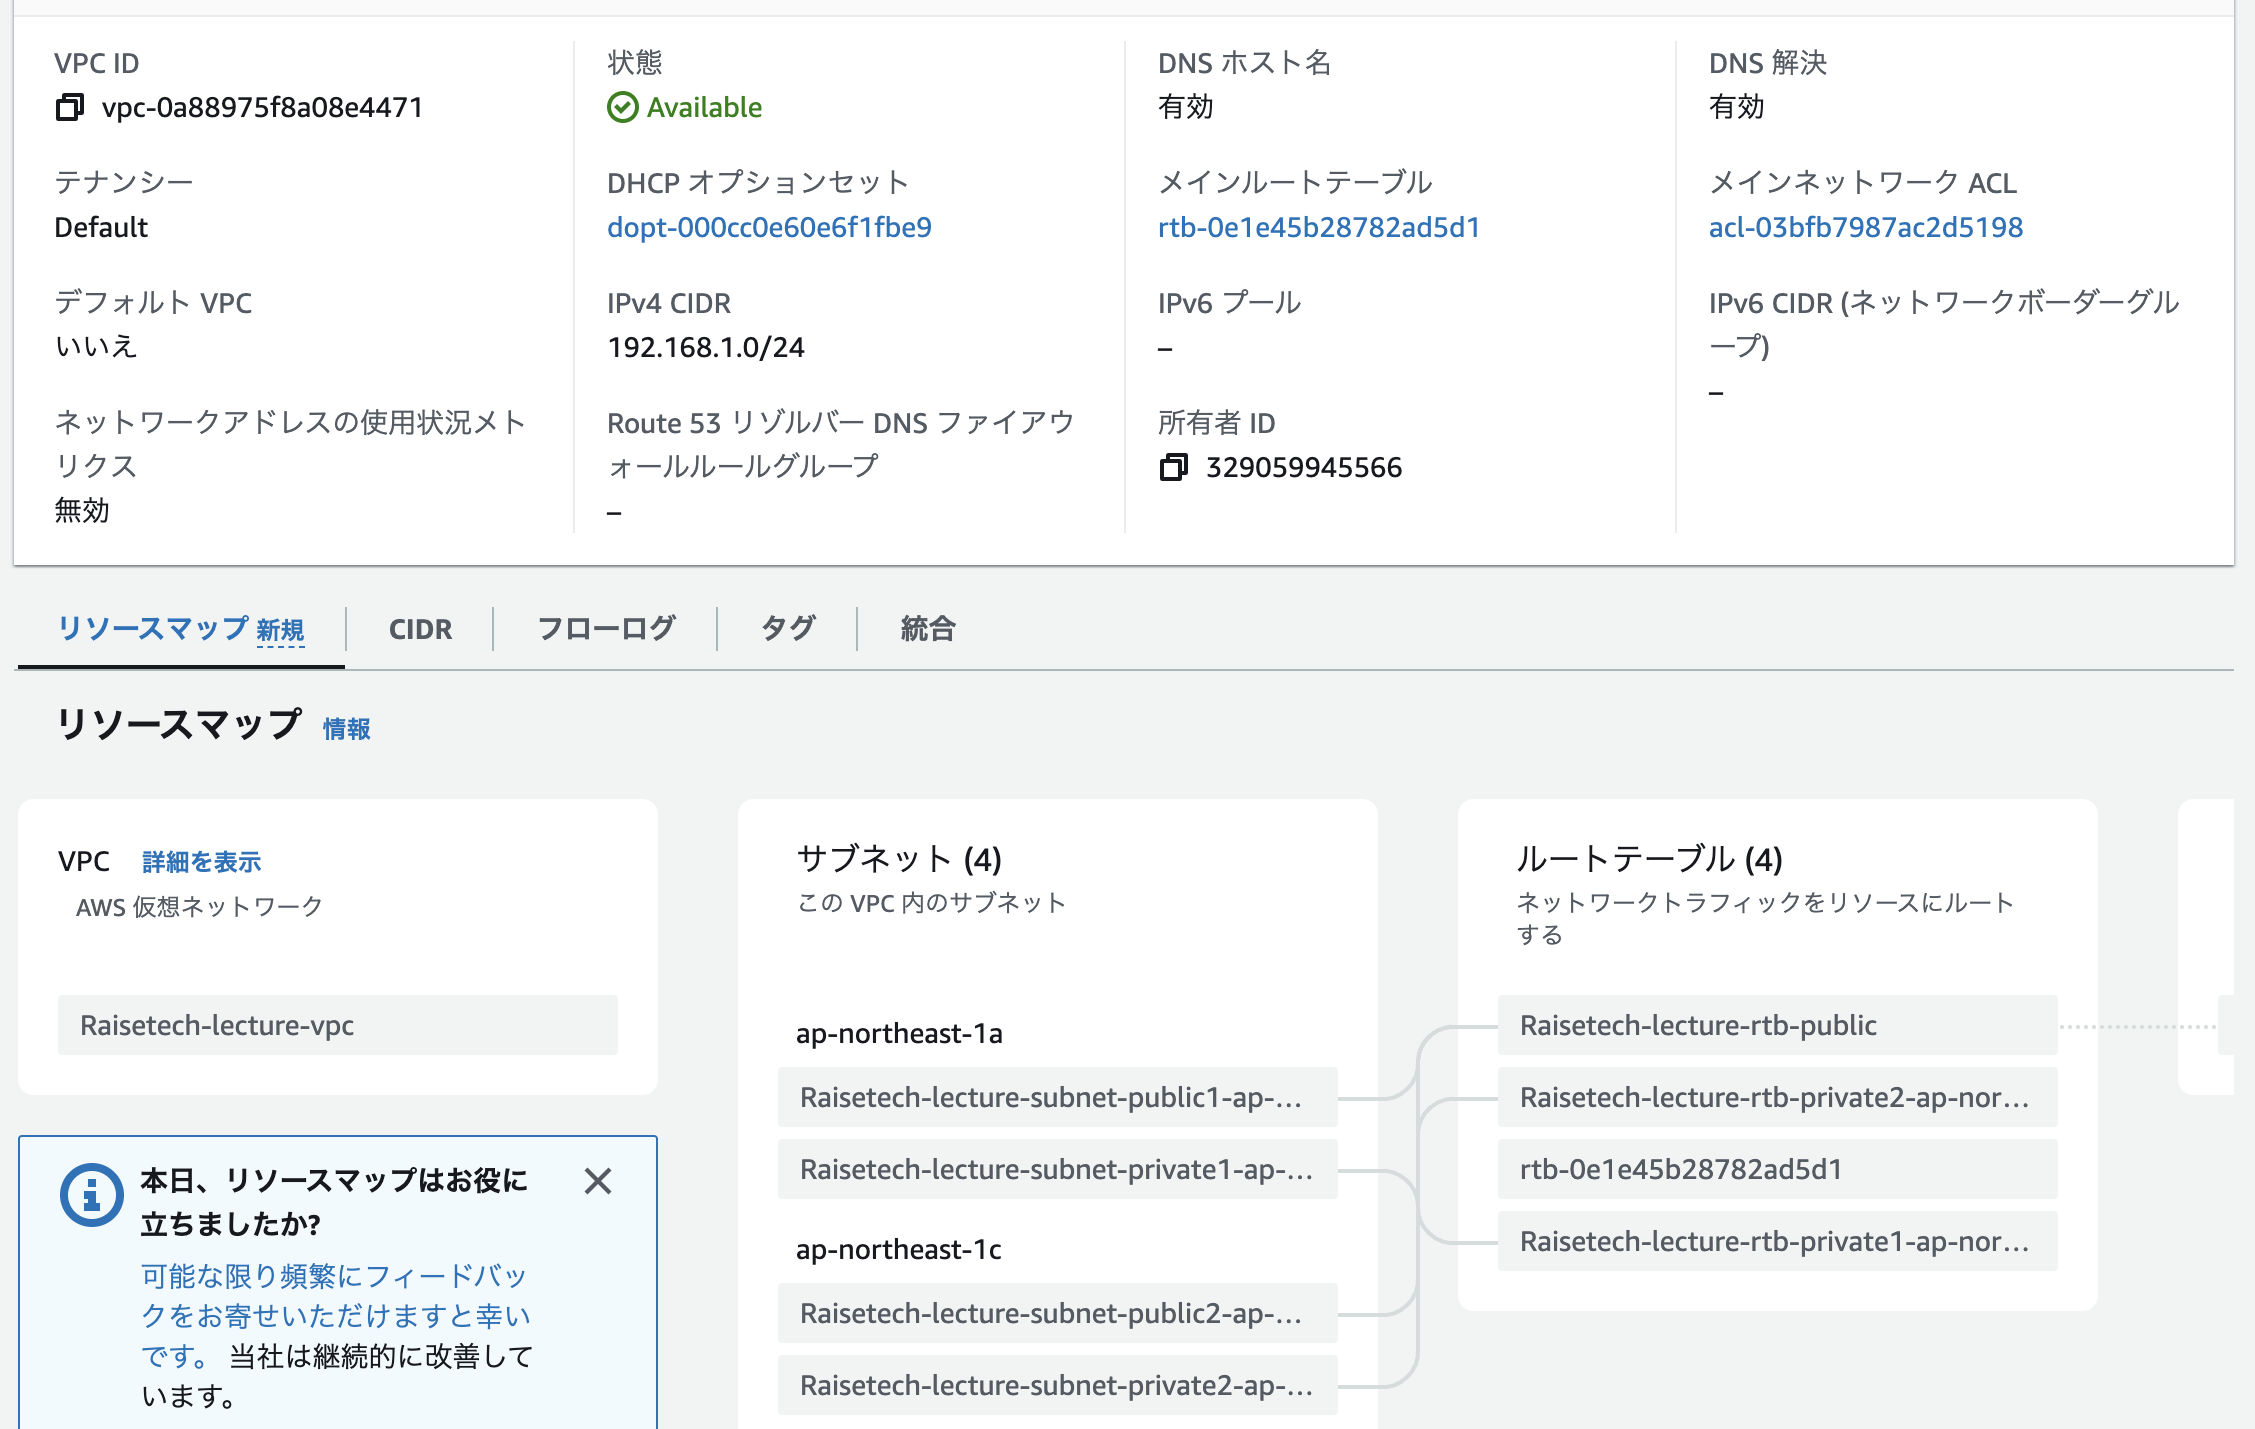 VPC ID
vpc-0a88975f8a08e4471
状態
Available
DNS ホスト名
有効
DNS 解決
有効
テナンシー
Default
DHCP オプションセット
dopt-000cc0e60e6f1fbe9
メインルートテーブル
rtb-0e1e45b28782ad5d1
メインネットワーク ACL
acl-03bfb7987ac2d5198
デフォルト VPC
いいえ
IPv4 CIDR
192.168.1.0/24
IPv6 プール
–
IPv6 CIDR (ネットワークボーダーグル
ープ)
–
ネットワークアドレスの使用状況メト
リクス
無効
Route 53 リゾルバー DNS ファイアウ
ォールルールグループ
–
所有者 ID
329059945566
リソースマップ 新規
CIDR
フローログ
タグ
統合
リソースマップ 情報
VPC 詳細を表示
AWS 仮想ネットワーク
Raisetech-lecture-vpc
本日、リソースマップはお役に
立ちましたか?
可能な限り頻繁にフィードバッ
クをお寄せいただけますと幸い
です。 当社は継続的に改善して
います。
サブネット (4)
この VPC 内のサブネット
ap-northeast-1a
Raisetech-lecture-subnet-public1-ap-...
Raisetech-lecture-subnet-private1-ap-...
ap-northeast-1c
Raisetech-lecture-subnet-public2-ap-...
Raisetech-lecture-subnet-private2-ap-...
ルートテーブル (4)
ネットワークトラフィックをリソースにルート
する
Raisetech-lecture-rtb-public
Raisetech-lecture-rtb-private2-ap-nor...
rtb-0e1e45b28782ad5d1
Raisetech-lecture-rtb-private1-ap-nor...